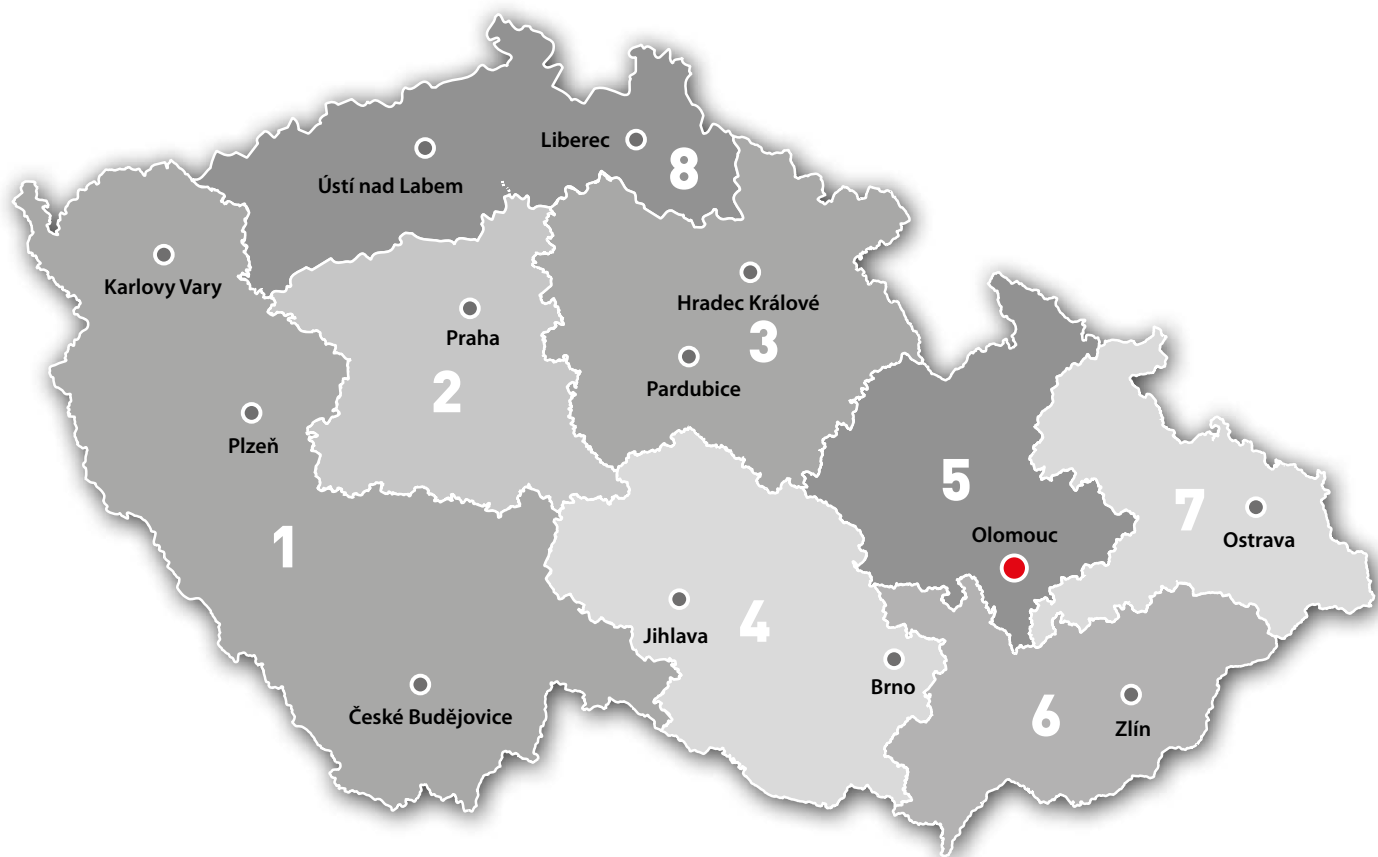 Liberec
8
Ústí nad Labem
Karlovy Vary
Hradec Králové
3
Praha
2
Pardubice
Plzeň
5
7
Olomouc
Ostrava
1
4
Jihlava
Brno
6
Zlín
České Budějovice